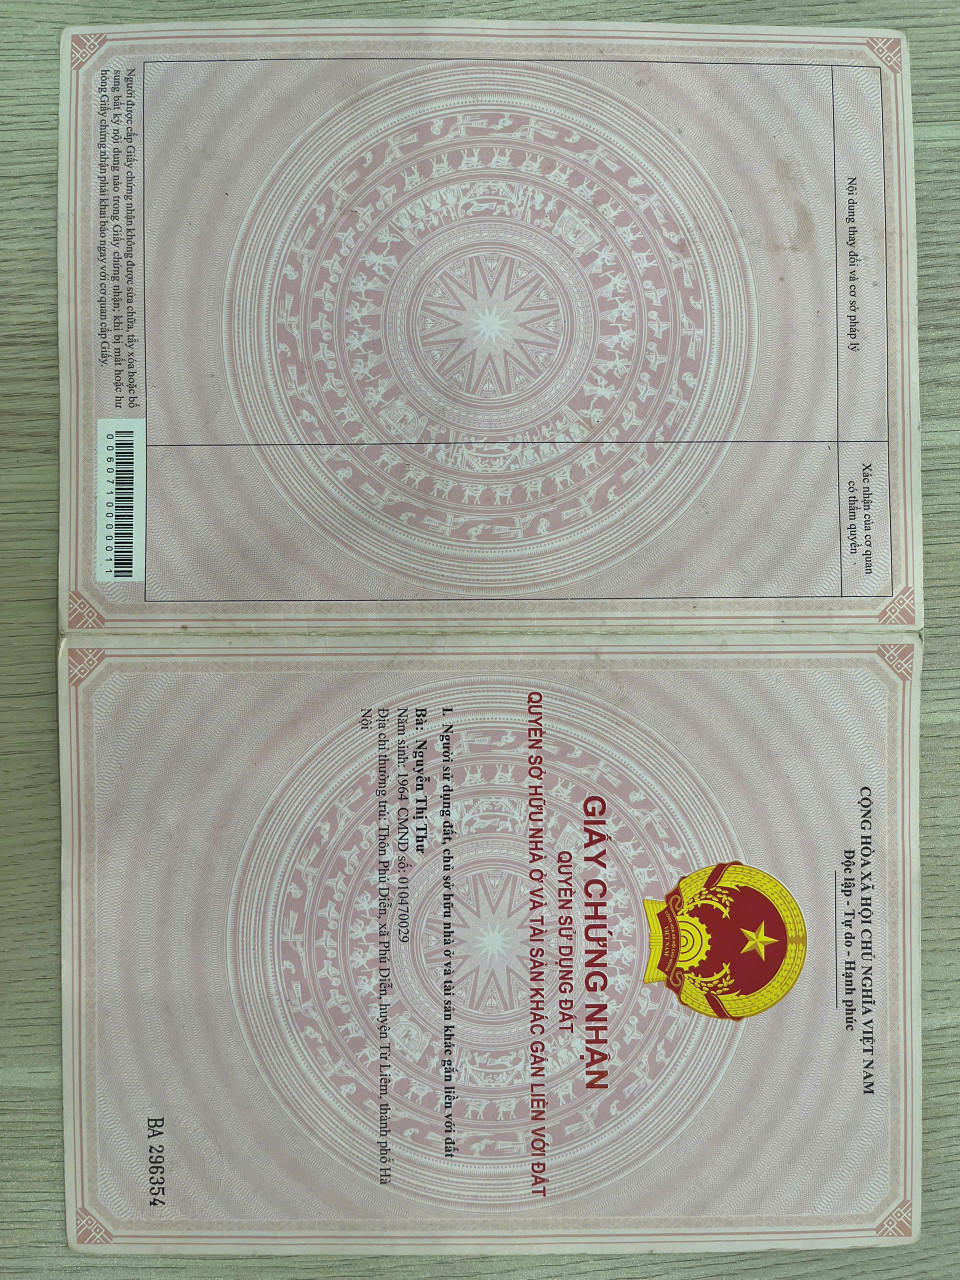 Nội dung thay đổi và cơ sở pháp lý
Xác nhận của cơ quan
có thẩm quyền
Người được cấp Giấy chứng nhận không được sửa chữa, tẩy xóa hoặc bổ
sung bất kỳ nội dung nào trong Giấy chứng nhận; khi bị mất hoặc hư
hỏng Giấy chứng nhận phải khai báo ngay với cơ quan cấp Giấy.
0060710000011
CỘNG HÒA XÃ HỘI CHỦ NGHĨA VIỆT NAM
Độc lập - Tự do - Hạnh phúc
VIỆT NAM
GIẤY CHỨNG NHẬN
QUYỀN SỬ DỤNG ĐẤT
QUYỀN SỞ HỮU NHÀ Ở VÀ TÀI SẢN KHÁC GẮN LIỀN VỚI ĐẤT
I. Người sử dụng đất, chủ sở hữu nhà ở và tài sản khác gắn liền với đất
Bà: Nguyễn Thị Thư
Năm sinh: 1964 CMND số: 010470029
Địa chỉ thường trú: Thôn Phú Diễn, xã Phú Diễn, huyện Từ Liêm, thành phố Hà
Nội
BA 296354